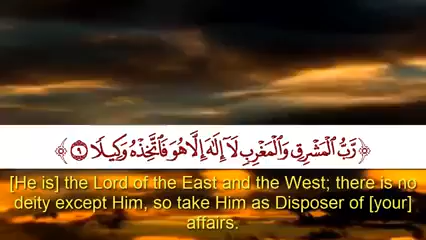 ﴿رَبُّ الْمَشْرِقِ وَالْمَغْرِبِ لَا إِلَٰهَ إِلَّا هُوَ فَاتَّخِذْهُ وَكِيلًا ٩﴾
[He is] the Lord of the East and the West; there is no
deity except Him, so take Him as Disposer of [your]
affairs.